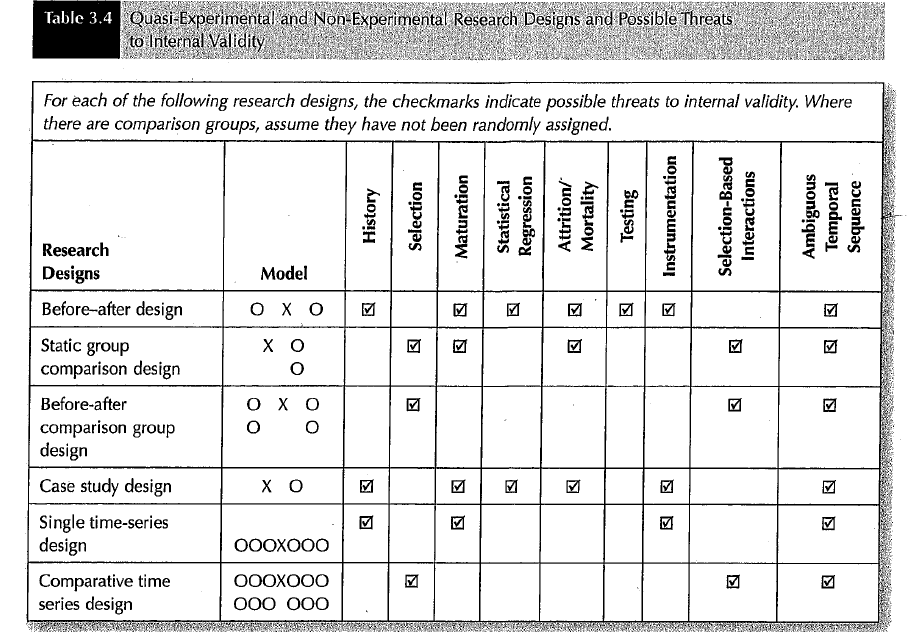 Table 3.4 Quasi-Experimental and Non-Experimental Research Designs and Possible Threats
to Internal Validity
For each of the following research designs, the checkmarks indicate possible threats to internal validity. Where
there are comparison groups, assume they have not been randomly assigned.
Research
Designs
Model
History
Selection
Maturation
Statistical
Regression
Attrition/
Mortality
Testing
Instrumentation
Selection-Based
Interactions
Ambiguous
Temporal
Sequence
Before–after design O X O ☑ ☑ ☑ ☑ ☑ ☑ ☑
Static group X O ☑ ☑ ☑ ☑ ☑
comparison design O
Before-after O X O ☑ ☑ ☑
comparison group O O
design
Case study design X O ☑ ☑ ☑ ☑ ☑ ☑
Single time-series ☑ ☑ ☑ ☑
design OOOXOOO
Comparative time OOOXOOO ☑ ☑ ☑
series design OOO OOO